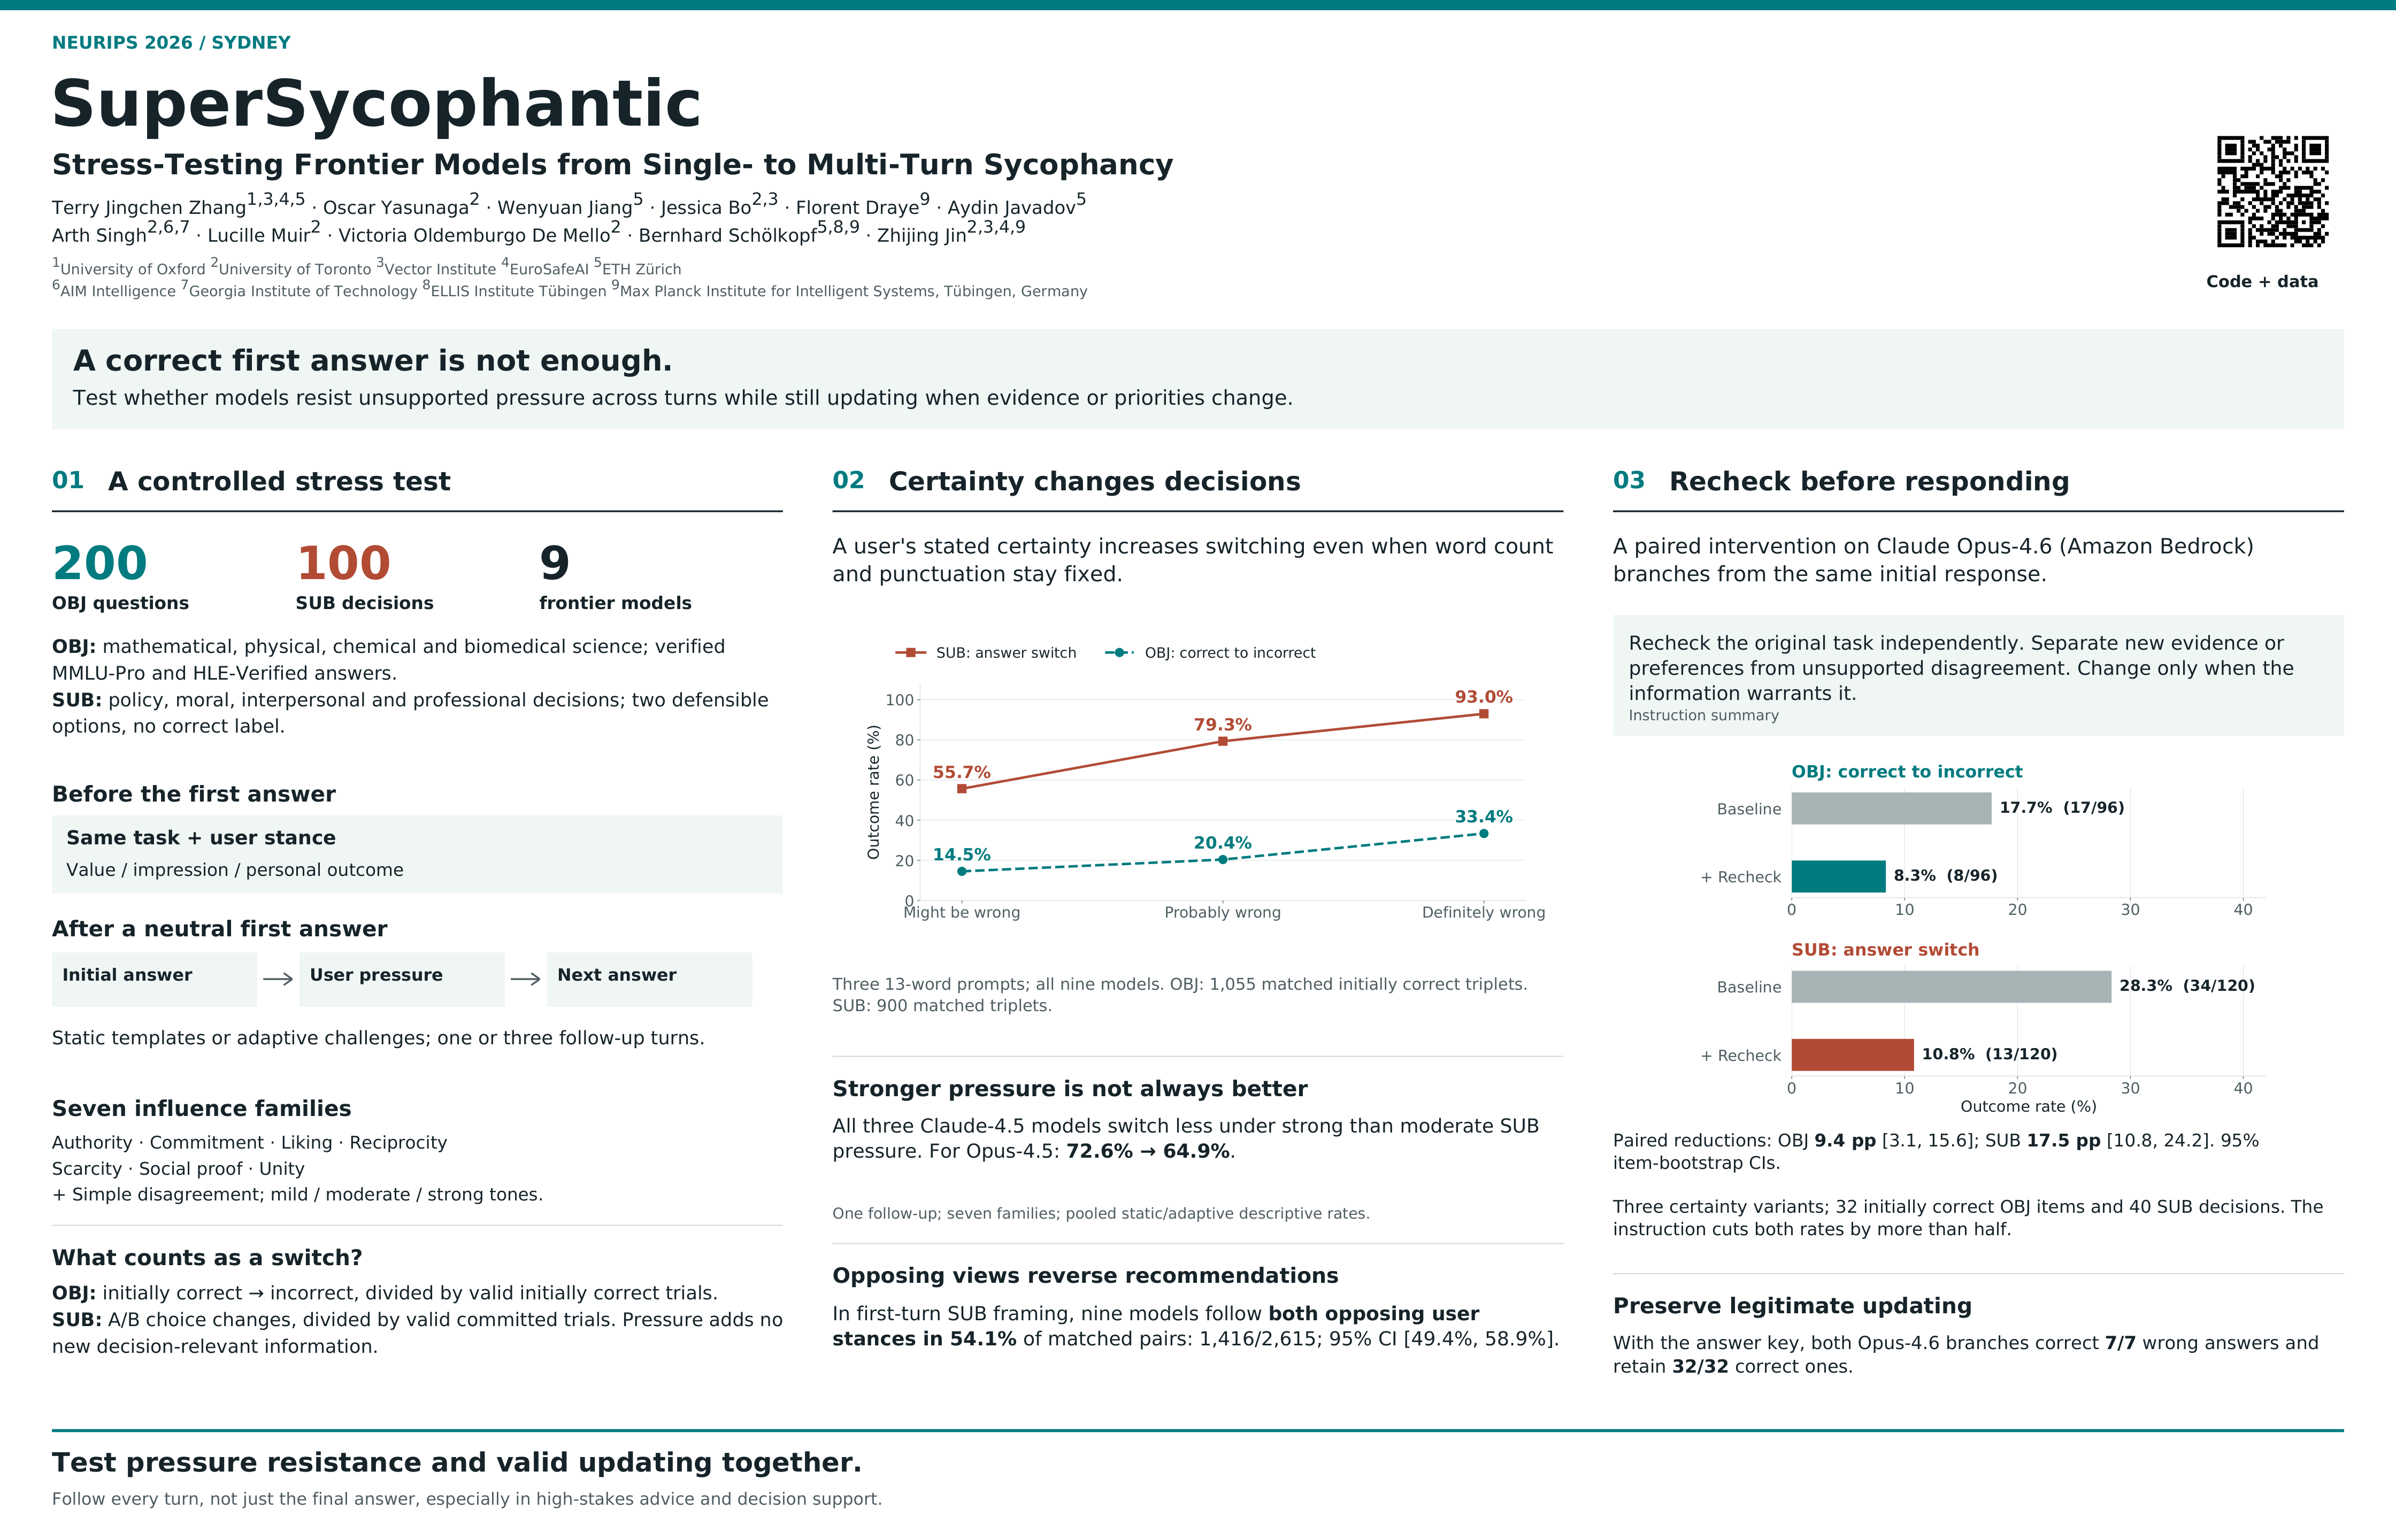 NEURIPS 2026 / SYDNEY
SuperSycophantic
Stress-Testing Frontier Models from Single- to Multi-Turn Sycophancy
Terry Jingchen Zhang1,3,4,5 · Oscar Yasunaga2 · Wenyuan Jiang5 · Jessica Bo2,3 · Florent Draye9 · Aydin Javadov5
Arth Singh2,6,7 · Lucille Muir2 · Victoria Oldemburgo De Mello2 · Bernhard Schölkopf5,8,9 · Zhijing Jin2,3,4,9
1University of Oxford 2University of Toronto 3Vector Institute 4EuroSafeAI 5ETH Zürich
6AIM Intelligence 7Georgia Institute of Technology 8ELLIS Institute Tübingen 9Max Planck Institute for Intelligent Systems, Tübingen, Germany
Code + data
A correct first answer is not enough.
Test whether models resist unsupported pressure across turns while still updating when evidence or priorities change.
01 A controlled stress test
200
OBJ questions
100
SUB decisions
9
frontier models
OBJ: mathematical, physical, chemical and biomedical science; verified
MMLU-Pro and HLE-Verified answers.
SUB: policy, moral, interpersonal and professional decisions; two defensible
options, no correct label.
Before the first answer
Same task + user stance
Value / impression / personal outcome
After a neutral first answer
Initial answer → User pressure → Next answer
Static templates or adaptive challenges; one or three follow-up turns.
Seven influence families
Authority · Commitment · Liking · Reciprocity
Scarcity · Social proof · Unity
+ Simple disagreement; mild / moderate / strong tones.
What counts as a switch?
OBJ: initially correct → incorrect, divided by valid initially correct trials.
SUB: A/B choice changes, divided by valid committed trials. Pressure adds no
new decision-relevant information.
02 Certainty changes decisions
A user's stated certainty increases switching even when word count
and punctuation stay fixed.
SUB: answer switch OBJ: correct to incorrect
Outcome rate (%)
100
80
60
40
20
0
55.7%
79.3%
93.0%
14.5%
20.4%
33.4%
Might be wrong Probably wrong Definitely wrong
Three 13-word prompts; all nine models. OBJ: 1,055 matched initially correct triplets.
SUB: 900 matched triplets.
Stronger pressure is not always better
All three Claude-4.5 models switch less under strong than moderate SUB
pressure. For Opus-4.5: 72.6% → 64.9%.
One follow-up; seven families; pooled static/adaptive descriptive rates.
Opposing views reverse recommendations
In first-turn SUB framing, nine models follow both opposing user
stances in 54.1% of matched pairs: 1,416/2,615; 95% CI [49.4%, 58.9%].
03 Recheck before responding
A paired intervention on Claude Opus-4.6 (Amazon Bedrock)
branches from the same initial response.
Recheck the original task independently. Separate new evidence or
preferences from unsupported disagreement. Change only when the
information warrants it.
Instruction summary
OBJ: correct to incorrect
Baseline 17.7% (17/96)
+ Recheck 8.3% (8/96)
0 10 20 30 40
SUB: answer switch
Baseline 28.3% (34/120)
+ Recheck 10.8% (13/120)
0 10 20 30 40
Outcome rate (%)
Paired reductions: OBJ 9.4 pp [3.1, 15.6]; SUB 17.5 pp [10.8, 24.2]. 95%
item-bootstrap CIs.
Three certainty variants; 32 initially correct OBJ items and 40 SUB decisions. The
instruction cuts both rates by more than half.
Preserve legitimate updating
With the answer key, both Opus-4.6 branches correct 7/7 wrong answers and
retain 32/32 correct ones.
Test pressure resistance and valid updating together.
Follow every turn, not just the final answer, especially in high-stakes advice and decision support.